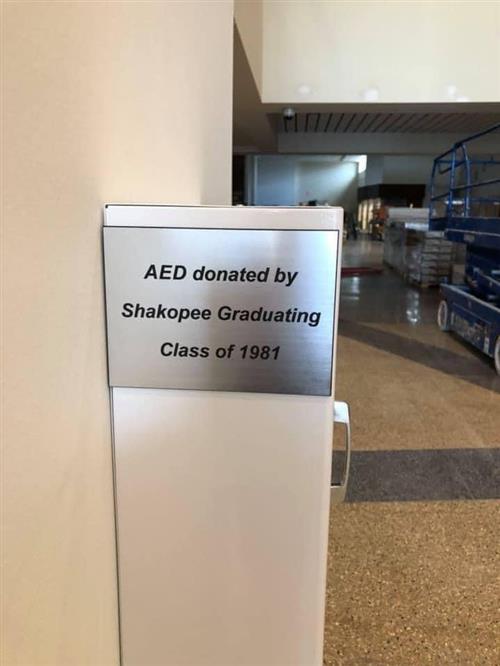 AED donated by
Shakopee Graduating
Class of 1981